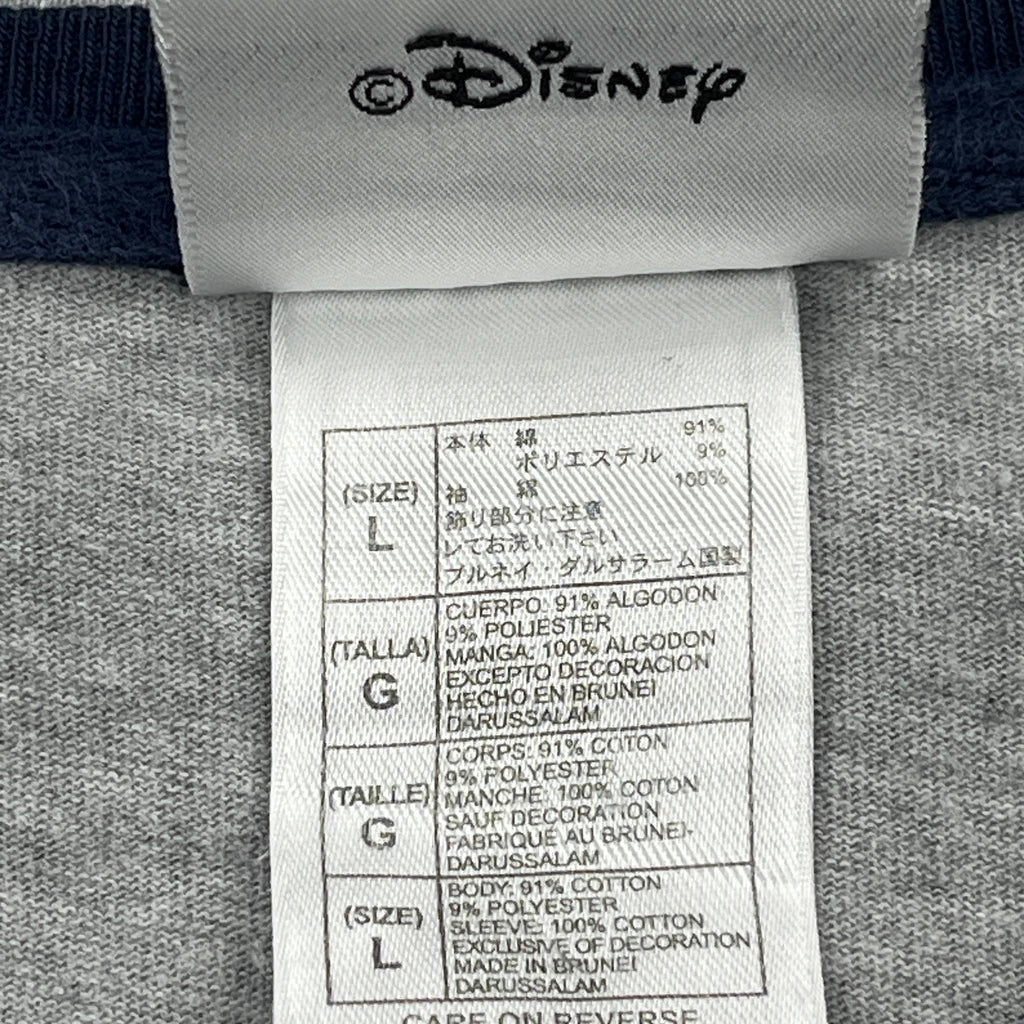 ©Disney
(SIZE)
L
本体 綿 91%
ポリエステル 9%
袖 綿 100%
飾り部分に注意
してお洗い下さい
ブルネイ・ダルサラーム国製
(TALLA)
G
CUERPO: 91% ALGODON
9% POLIESTER
MANGA: 100% ALGODON
EXCEPTO DECORACION
HECHO EN BRUNEI
DARUSSALAM
(TAILLE)
G
CORPS: 91% COTON
9% POLYESTER
MANCHE: 100% COTON
SAUF DECORATION
FABRIQUE AU BRUNEI-
DARUSSALAM
(SIZE)
L
BODY: 91% COTTON
9% POLYESTER
SLEEVE: 100% COTTON
EXCLUSIVE OF DECORATION
MADE IN BRUNEI
DARUSSALAM
CARE ON REVERSE